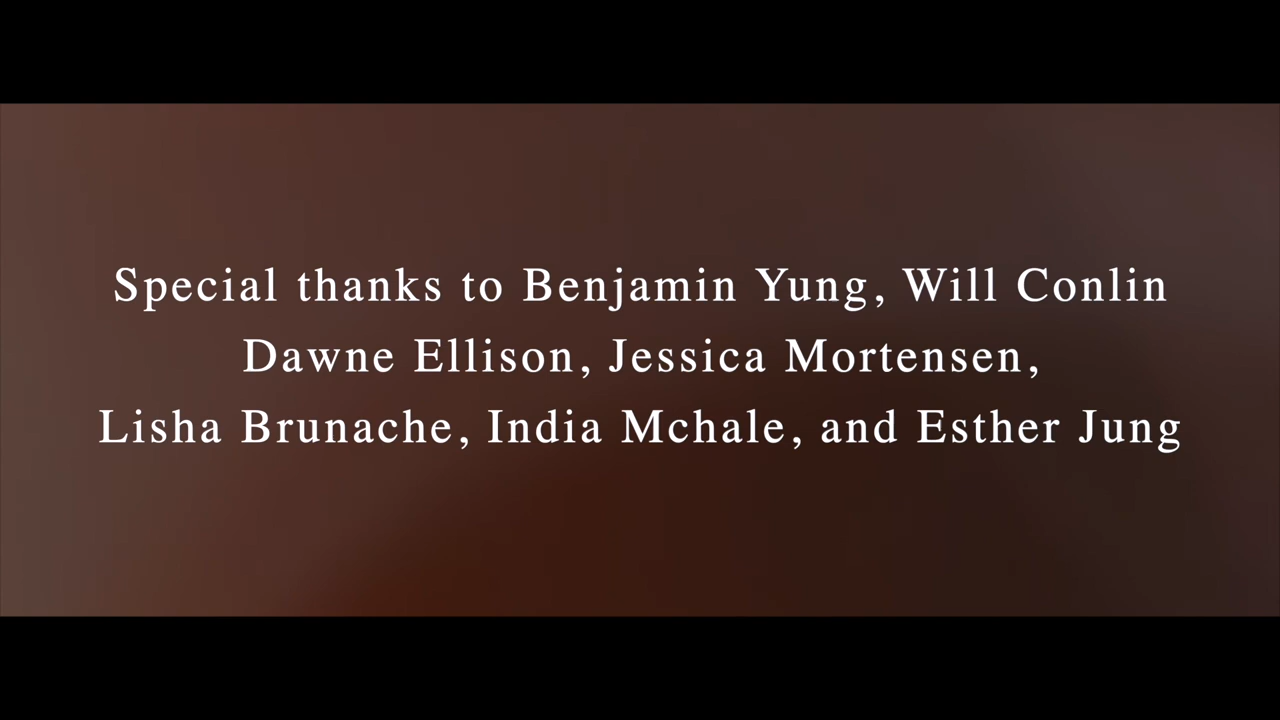 Special thanks to Benjamin Yung, Will Conlin
Dawne Ellison, Jessica Mortensen,
Lisha Brunache, India Mchale, and Esther Jung